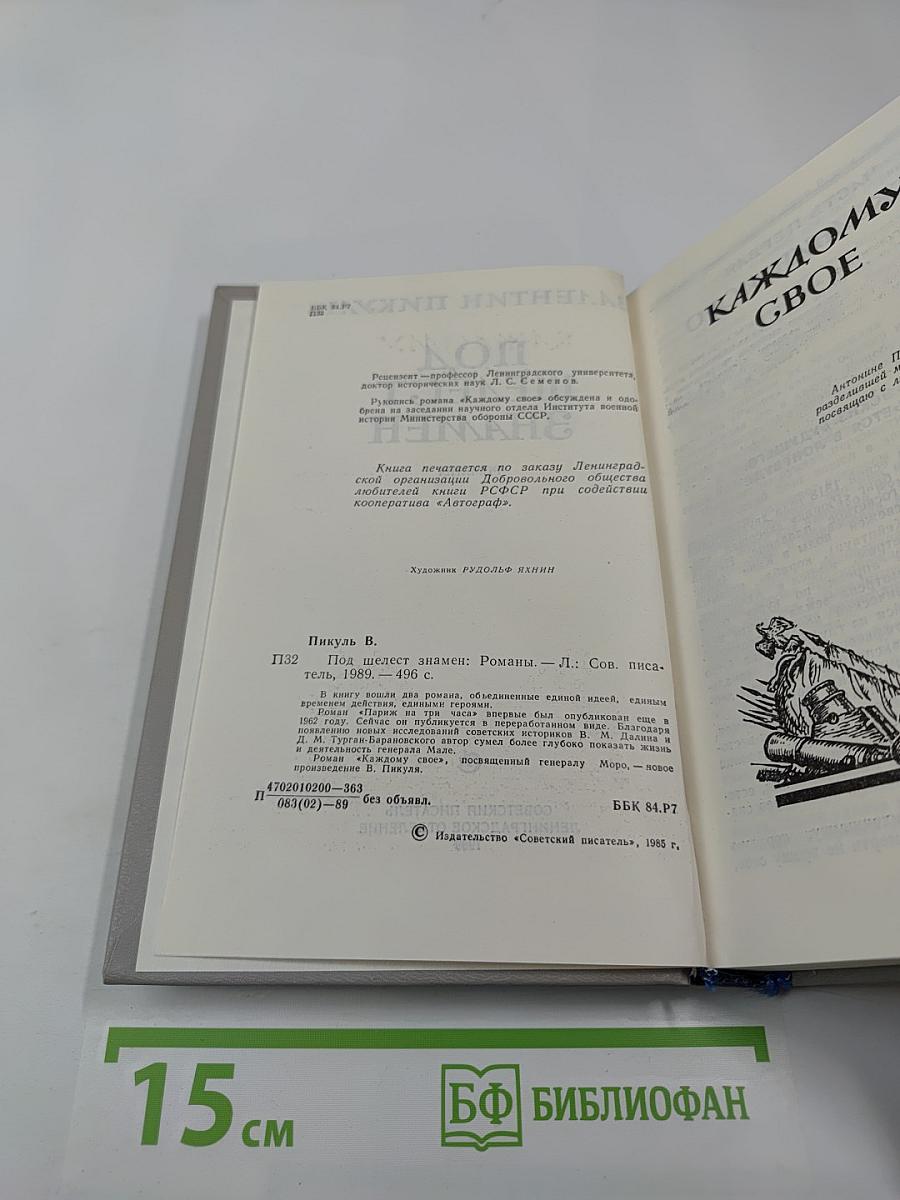 ББК 84.Р7
П32
Рецензент — профессор Ленинградского университета,
доктор исторических наук Л. С. Семенов.
Рукопись романа «Каждому свое» обсуждена и одо-
брена на заседании научного отдела Института военной
истории Министерства обороны СССР.
Книга печатается по заказу Ленинград-
ской организации Добровольного общества
любителей книги РСФСР при содействии
кооператива «Автограф».
Художник РУДОЛЬФ ЯХНИН
Пикуль В.
П32 Под шелест знамен: Романы. — Л.: Сов. писа-
тель, 1989. — 496 с.
В книгу вошли два романа, объединенные единой идеей, единым
временем действия, едиными героями.
Роман «Париж на три часа» впервые был опубликован еще в
1962 году. Сейчас он публикуется в переработанном виде. Благодаря
появлению новых исследований советских историков В. М. Далина и
Д. М. Турган-Барановского автор сумел более глубоко показать жизнь
и деятельность генерала Мале.
Роман «Каждому свое», посвященный генералу Моро, — новое
произведение В. Пикуля.
П 4702010200—363
083(02)—89 без объявл.
ББК 84.Р7
© Издательство «Советский писатель», 1985 г.
КАЖДОМУ
СВОЕ
Антонине П
разделившей м
посвящаю с л
15 см
БФ БИБЛИОФАН